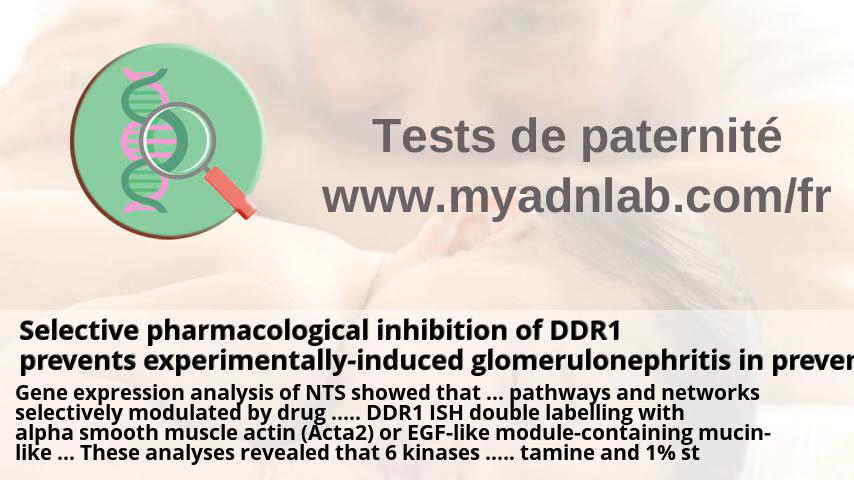 Tests de paternité
www.myadnlab.com/fr
Selective pharmacological inhibition of DDR1
prevents experimentally-induced glomerulonephritis in preven
Gene expression analysis of NTS showed that ... pathways and networks
selectively modulated by drug ..... DDR1 ISH double labelling with
alpha smooth muscle actin (Acta2) or EGF-like module-containing mucin-
like ... These analyses revealed that 6 kinases ..... tamine and 1% st